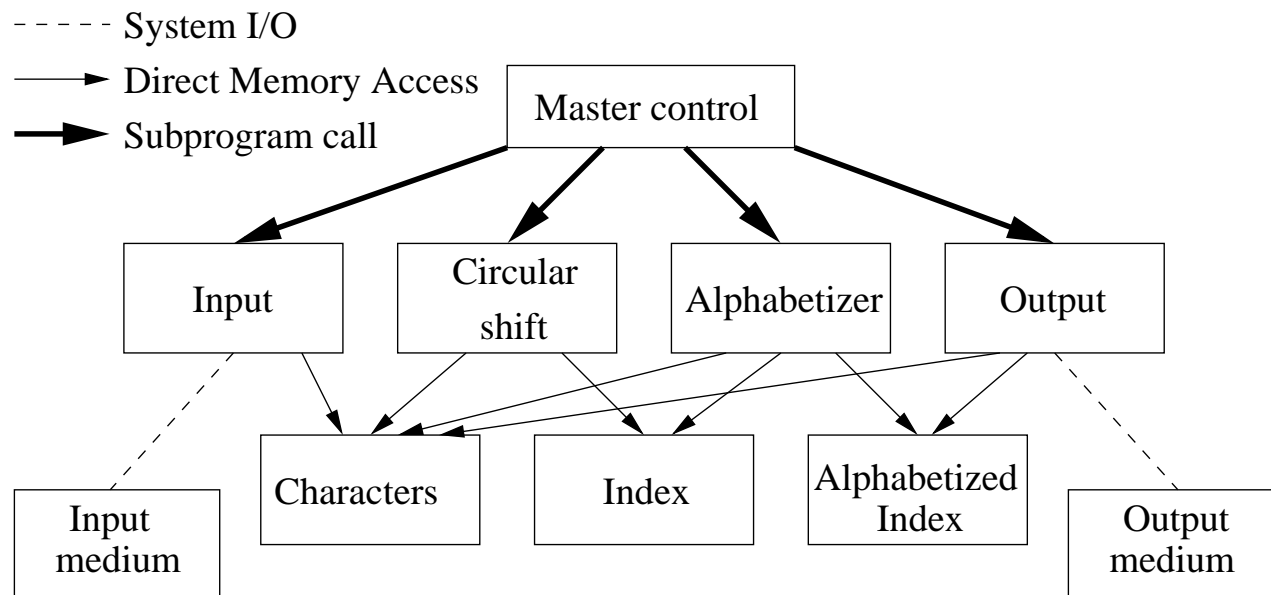 System I/O
Direct Memory Access
Subprogram call
Master control
Input
Circular
shift
Alphabetizer
Output
Characters
Index
Alphabetized
Index
Input
medium
Output
medium